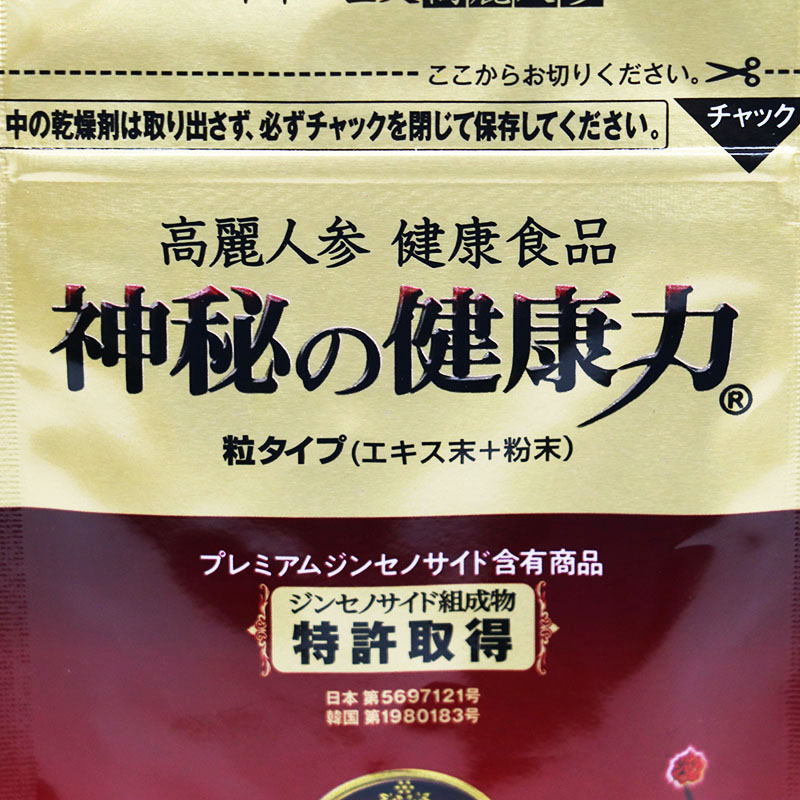 ここからお切りください。
中の乾燥剤は取り出さず、必ずチャックを閉じて保存してください。
チャック
高麗人参 健康食品
神秘の健康力®
粒タイプ(エキス末+粉末)
プレミアムジンセノサイド含有商品
ジンセノサイド組成物
特許取得
日本 第5697121号
韓国 第1980183号